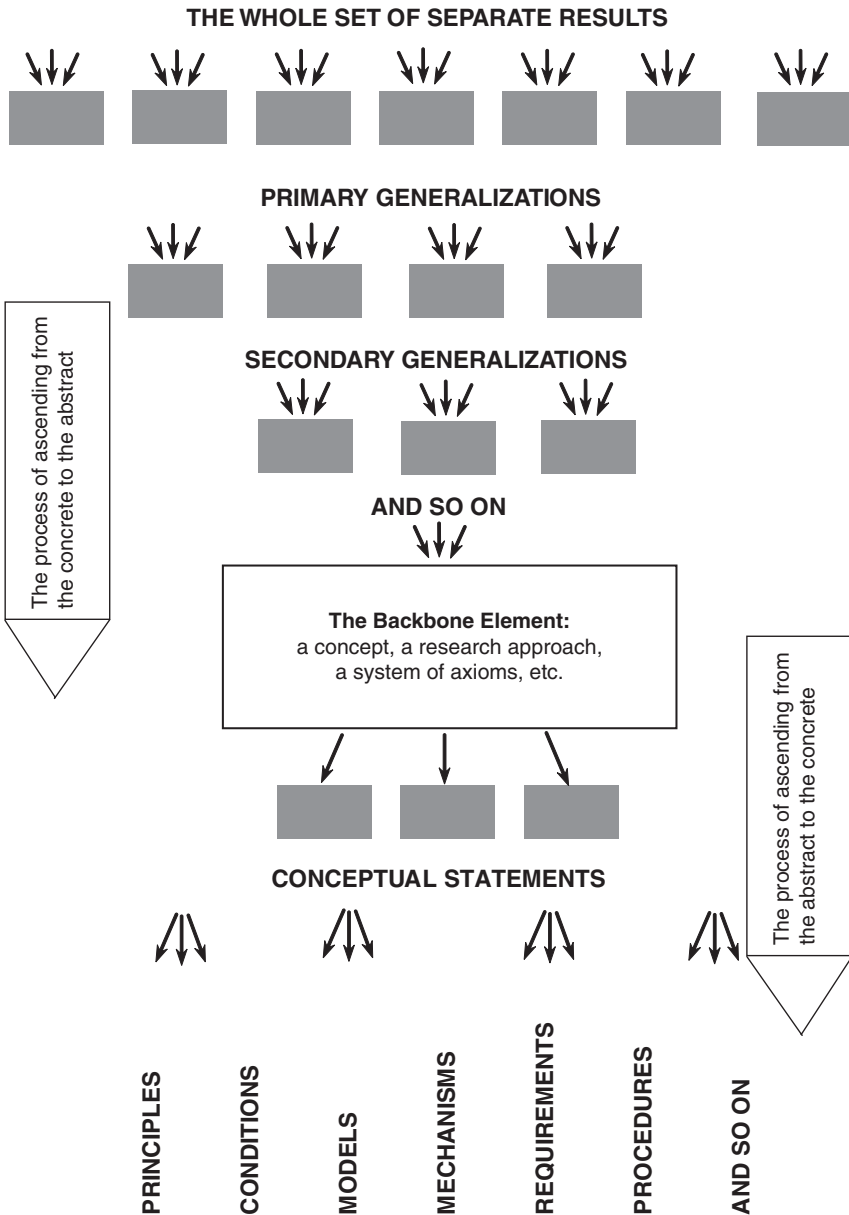 THE WHOLE SET OF SEPARATE RESULTS
PRIMARY GENERALIZATIONS
SECONDARY GENERALIZATIONS
The process of ascending from
the concrete to the abstract
AND SO ON
The Backbone Element:
a concept, a research approach,
a system of axioms, etc.
The process of ascending from
the abstract to the concrete
CONCEPTUAL STATEMENTS
PRINCIPLES
CONDITIONS
MODELS
MECHANISMS
REQUIREMENTS
PROCEDURES
AND SO ON